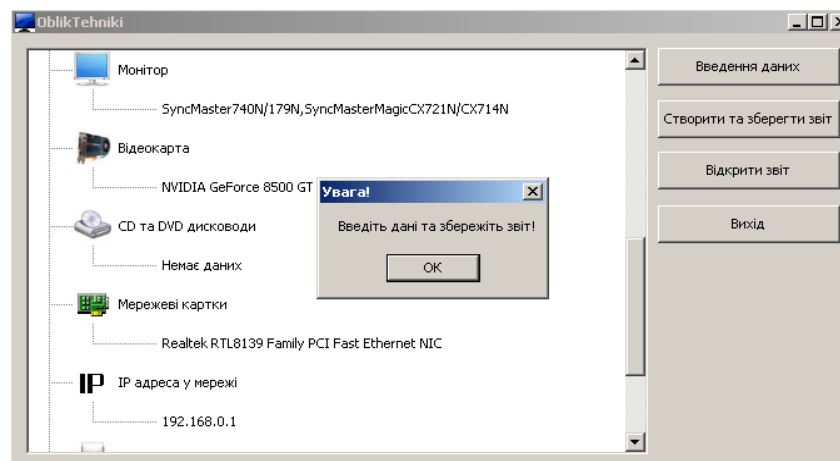 OblikTehniki
Монітор
SyncMaster740N/179N,SyncMasterMagicCX721N/CX714N
Відеокарта
NVIDIA GeForce 8500 GT
CD та DVD дисководи
Немає даних
Мережеві картки
Realtek RTL8139 Family PCI Fast Ethernet NIC
IP
IP адреса у мережі
192.168.0.1
Увага!
Введіть дані та збережіть звіт!
OK
Введення даних
Створити та зберегти звіт
Відкрити звіт
Вихід